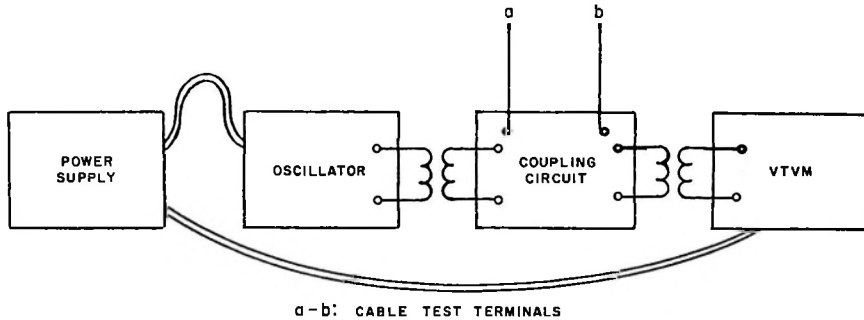 a b
POWER
SUPPLY
OSCILLATOR
COUPLING
CIRCUIT
VTVM
a-b: CABLE TEST TERMINALS